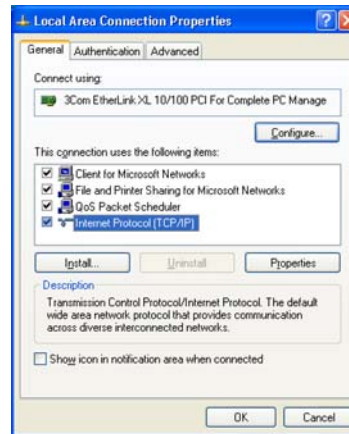 Local Area Connection Properties
General Authentication Advanced
Connect using:
3Com EtherLink XL 10/100 PCI For Complete PC Manage
Configure...
This connection uses the following items:
Client for Microsoft Networks
File and Printer Sharing for Microsoft Networks
QoS Packet Scheduler
Internet Protocol (TCP/IP)
Install... Uninstall Properties
Description
Transmission Control Protocol/Internet Protocol. The default
wide area network protocol that provides communication
across diverse interconnected networks.
Show icon in notification area when connected
OK Cancel